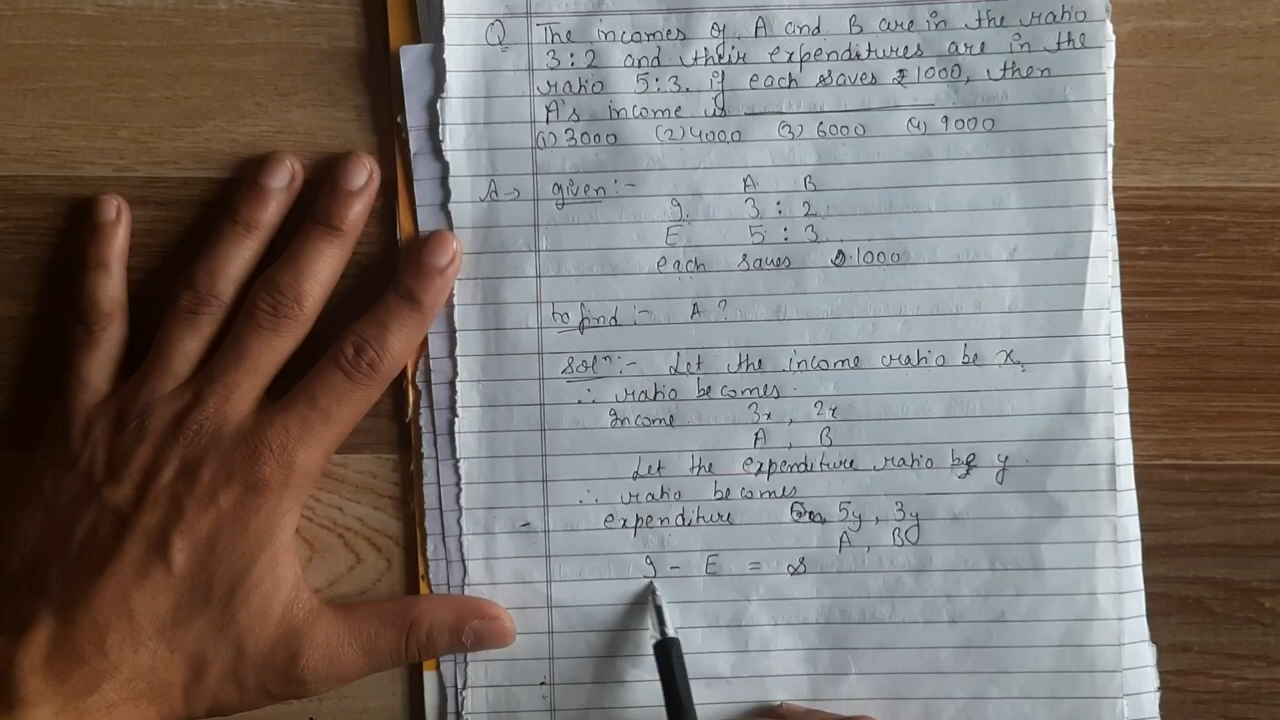 Q The incomes of A and B are in the ratio
3:2 and their expenditures are in the
ratio 5:3. if each saves ₹1000, then
A's income is ______
(1) 3000 (2) 4000 (3) 6000 (4) 9000
A→ given:- A B
I 3 : 2
E 5 : 3
each saves 1000
to find:- A ?
solⁿ:- Let the income ratio be x.
∴ ratio becomes.
Income 3x, 2x
A, B
Let the expenditure ratio be y.
∴ ratio becomes
expenditure 5y, 3y
A, B
I - E = S